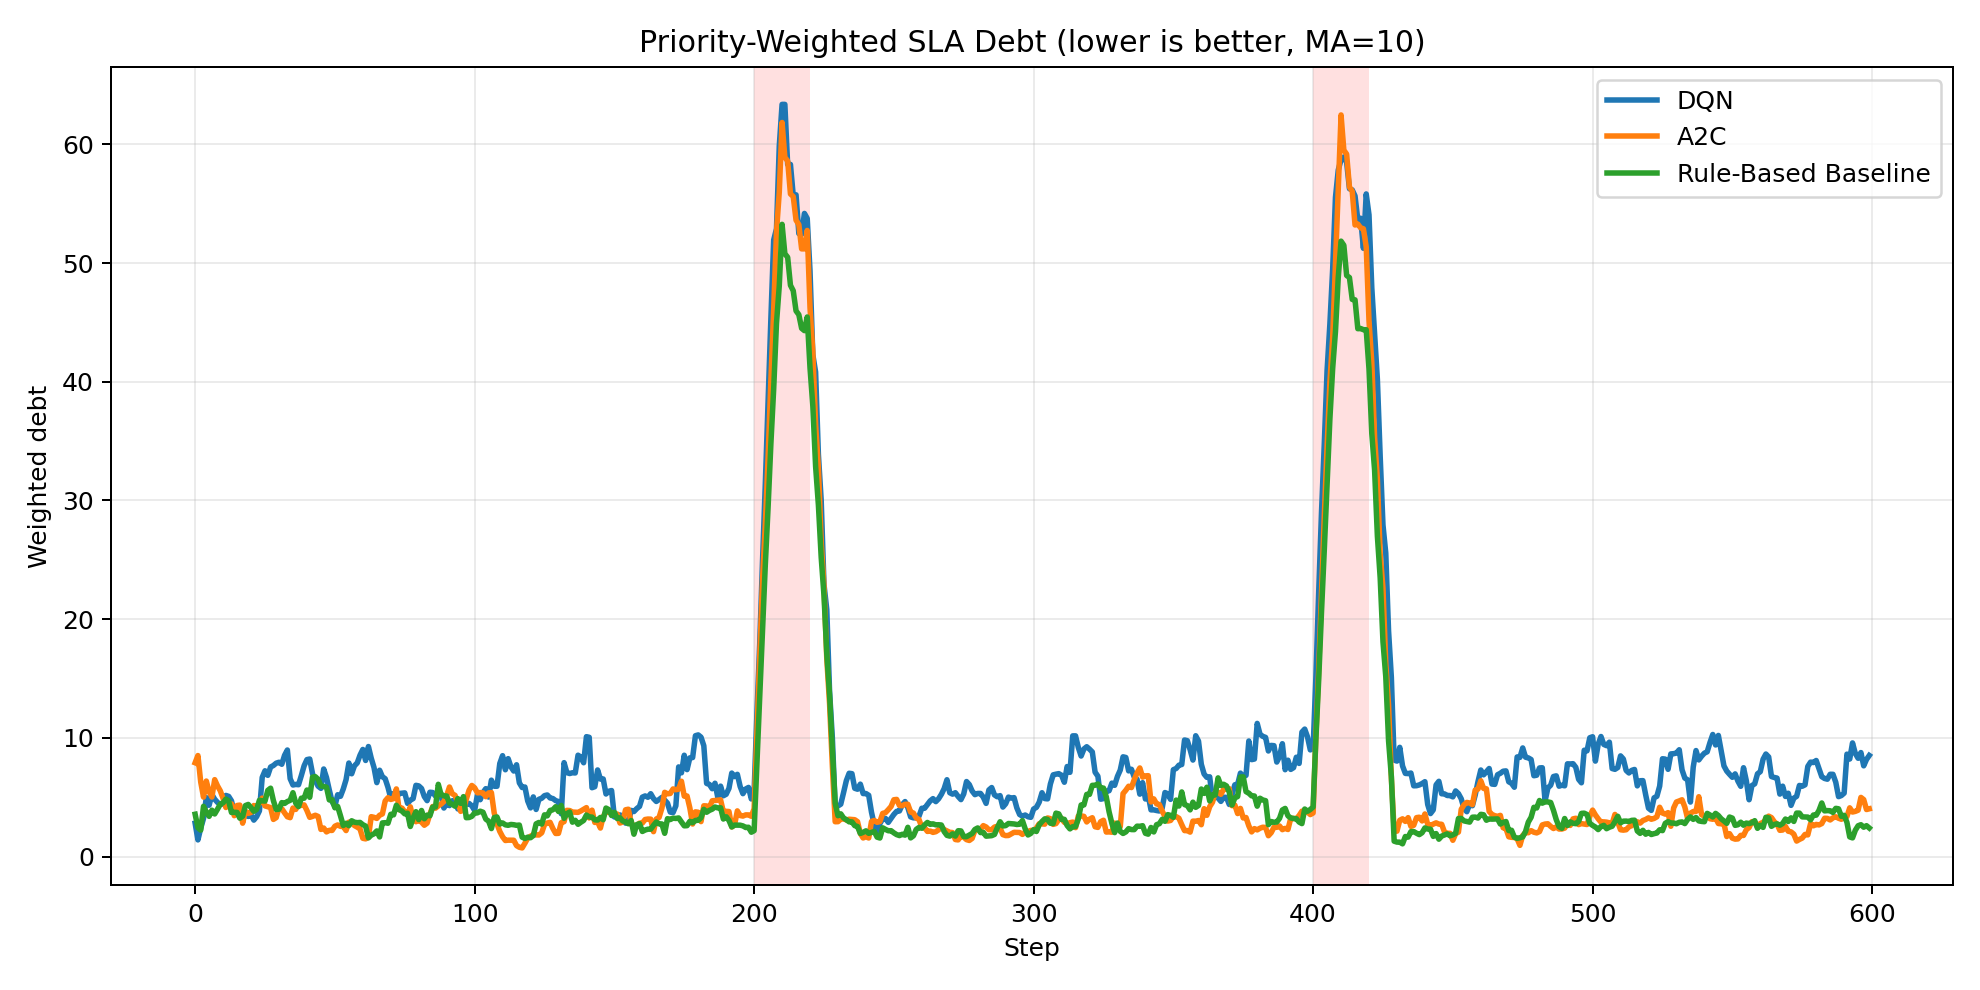 Priority-Weighted SLA Debt (lower is better, MA=10)
DQN
A2C
Rule-Based Baseline
Weighted debt
60
50
40
30
20
10
0
0 100 200 300 400 500 600
Step